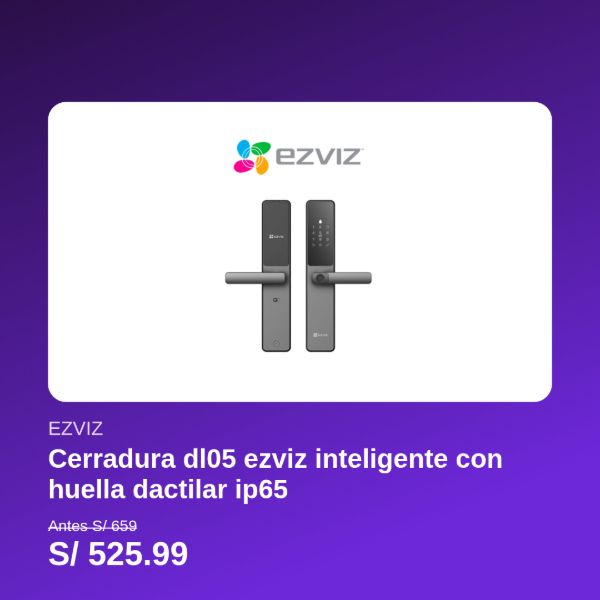 ezviz
EZVIZ
Cerradura dl05 ezviz inteligente con
huella dactilar ip65
Antes S/ 659
S/ 525.99